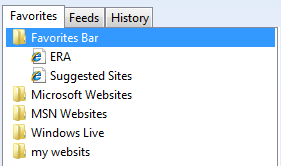 Favorites Feeds History
Favorites Bar
ERA
Suggested Sites
Microsoft Websites
MSN Websites
Windows Live
my websits